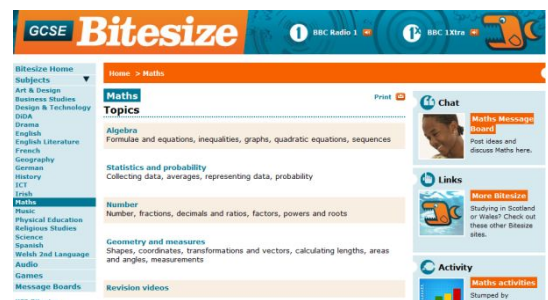 GCSE Bitesize
BBC Radio 1
BBC 1Xtra
Bitesize Home
Subjects
Art & Design
Business Studies
Design & Technology
DiDA
Drama
English
English Literature
French
Geography
German
History
ICT
Irish
Maths
Music
Physical Education
Religious Studies
Science
Spanish
Welsh 2nd Language
Audio
Games
Message Boards
Home > Maths
Maths
Print
Topics
Algebra
Formulae and equations, inequalities, graphs, quadratic equations, sequences
Statistics and probability
Collecting data, averages, representing data, probability
Number
Number, fractions, decimals and ratios, factors, powers and roots
Geometry and measures
Shapes, coordinates, transformations and vectors, calculating lengths, areas
and angles, measurements
Revision videos
Chat
Maths Message
Board
Post ideas and
discuss Maths here.
Links
More Bitesize
Studying in Scotland
or Wales? Check out
these other Bitesize
sites.
Activity
Maths activities
Stumped by